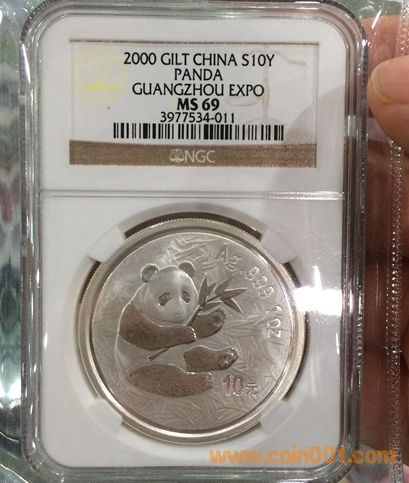 2000 GILT CHINA S10Y
PANDA
GUANGZHOU EXPO
MS 69
3977534-011
NGC
Ag .999 1oz
10元
www.coin001.com